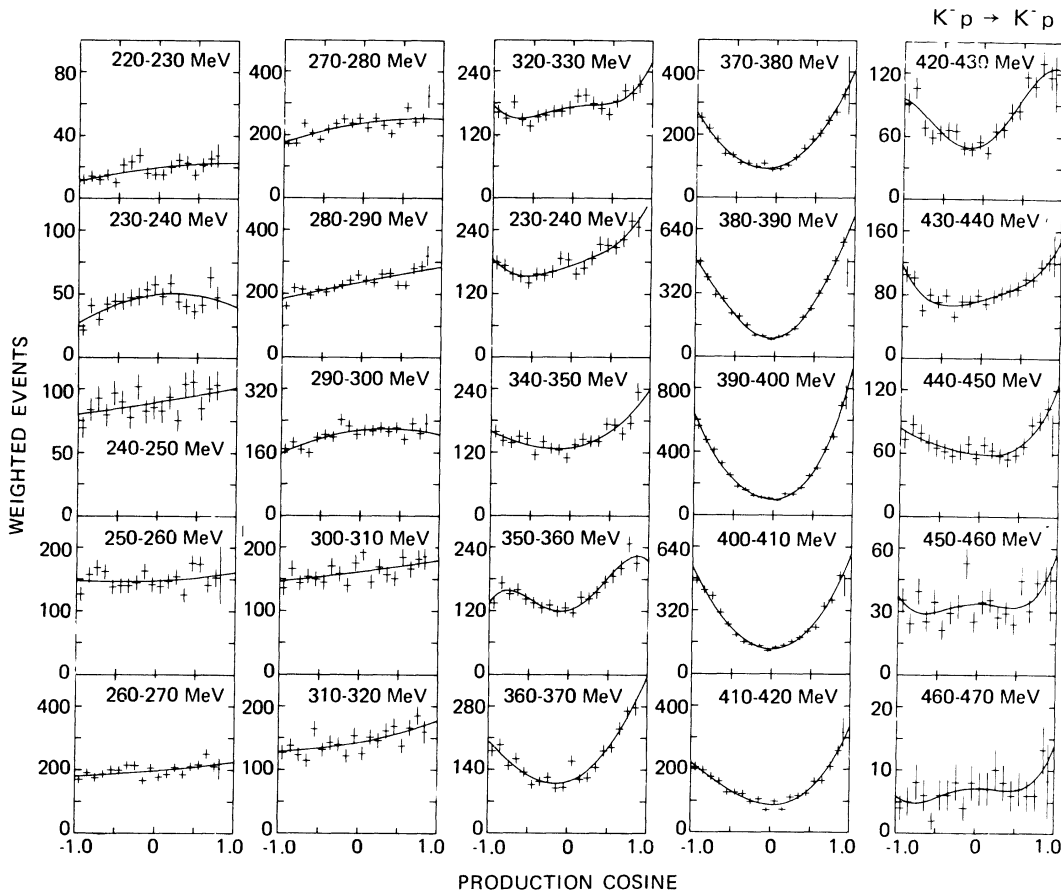 K⁻p → K⁻p
220-230 MeV
80
40
20
0
270-280 MeV
400
200
0
320-330 MeV
240
120
0
370-380 MeV
400
200
0
420-430 MeV
120
60
0
230-240 MeV
100
50
0
280-290 MeV
400
200
0
230-240 MeV
240
120
0
380-390 MeV
640
320
0
430-440 MeV
160
80
0
240-250 MeV
100
50
0
290-300 MeV
320
160
0
340-350 MeV
240
120
0
390-400 MeV
800
400
0
440-450 MeV
120
60
0
250-260 MeV
200
100
0
300-310 MeV
200
100
0
350-360 MeV
240
120
0
400-410 MeV
640
320
0
450-460 MeV
60
30
0
260-270 MeV
400
200
0
310-320 MeV
200
100
0
360-370 MeV
280
140
0
410-420 MeV
400
200
0
460-470 MeV
20
10
0
-1.0 0 1.0
-1.0 0 1.0
-1.0 0 1.0
-1.0 0 1.0
-1.0 0 1.0
WEIGHTED EVENTS
PRODUCTION COSINE